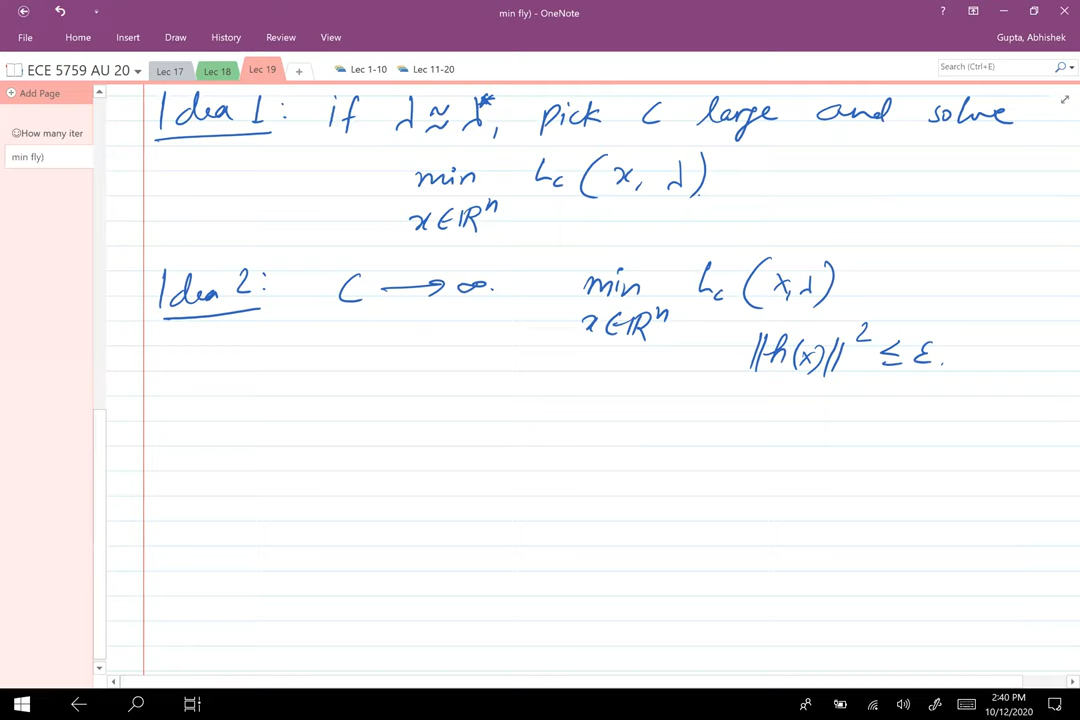 min fly) - OneNote
File Home Insert Draw History Review View
Gupta, Abhishek
ECE 5759 AU 20 Lec 17 Lec 18 Lec 19 + Lec 1-10 Lec 11-20
Search (Ctrl+E)
Add Page
How many iter
min fly)
Idea 1: if λ ≈ λ*, pick C large and solve
min L_c (x, λ)
x∈ℝ^n
Idea 2: C → ∞. min L_c (x, λ)
x∈ℝ^n
||h(x)||² ≤ ε.
2:40 PM
10/12/2020